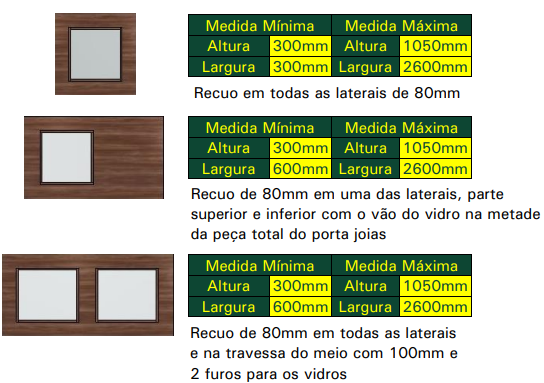 Medida Mínima Medida Máxima
Altura 300mm Altura 1050mm
Largura 300mm Largura 2600mm
Recuo em todas as laterais de 80mm
Medida Mínima Medida Máxima
Altura 300mm Altura 1050mm
Largura 600mm Largura 2600mm
Recuo de 80mm em uma das laterais, parte
superior e inferior com o vão do vidro na metade
da peça total do porta joias
Medida Mínima Medida Máxima
Altura 300mm Altura 1050mm
Largura 600mm Largura 2600mm
Recuo de 80mm em todas as laterais
e na travessa do meio com 100mm e
2 furos para os vidros